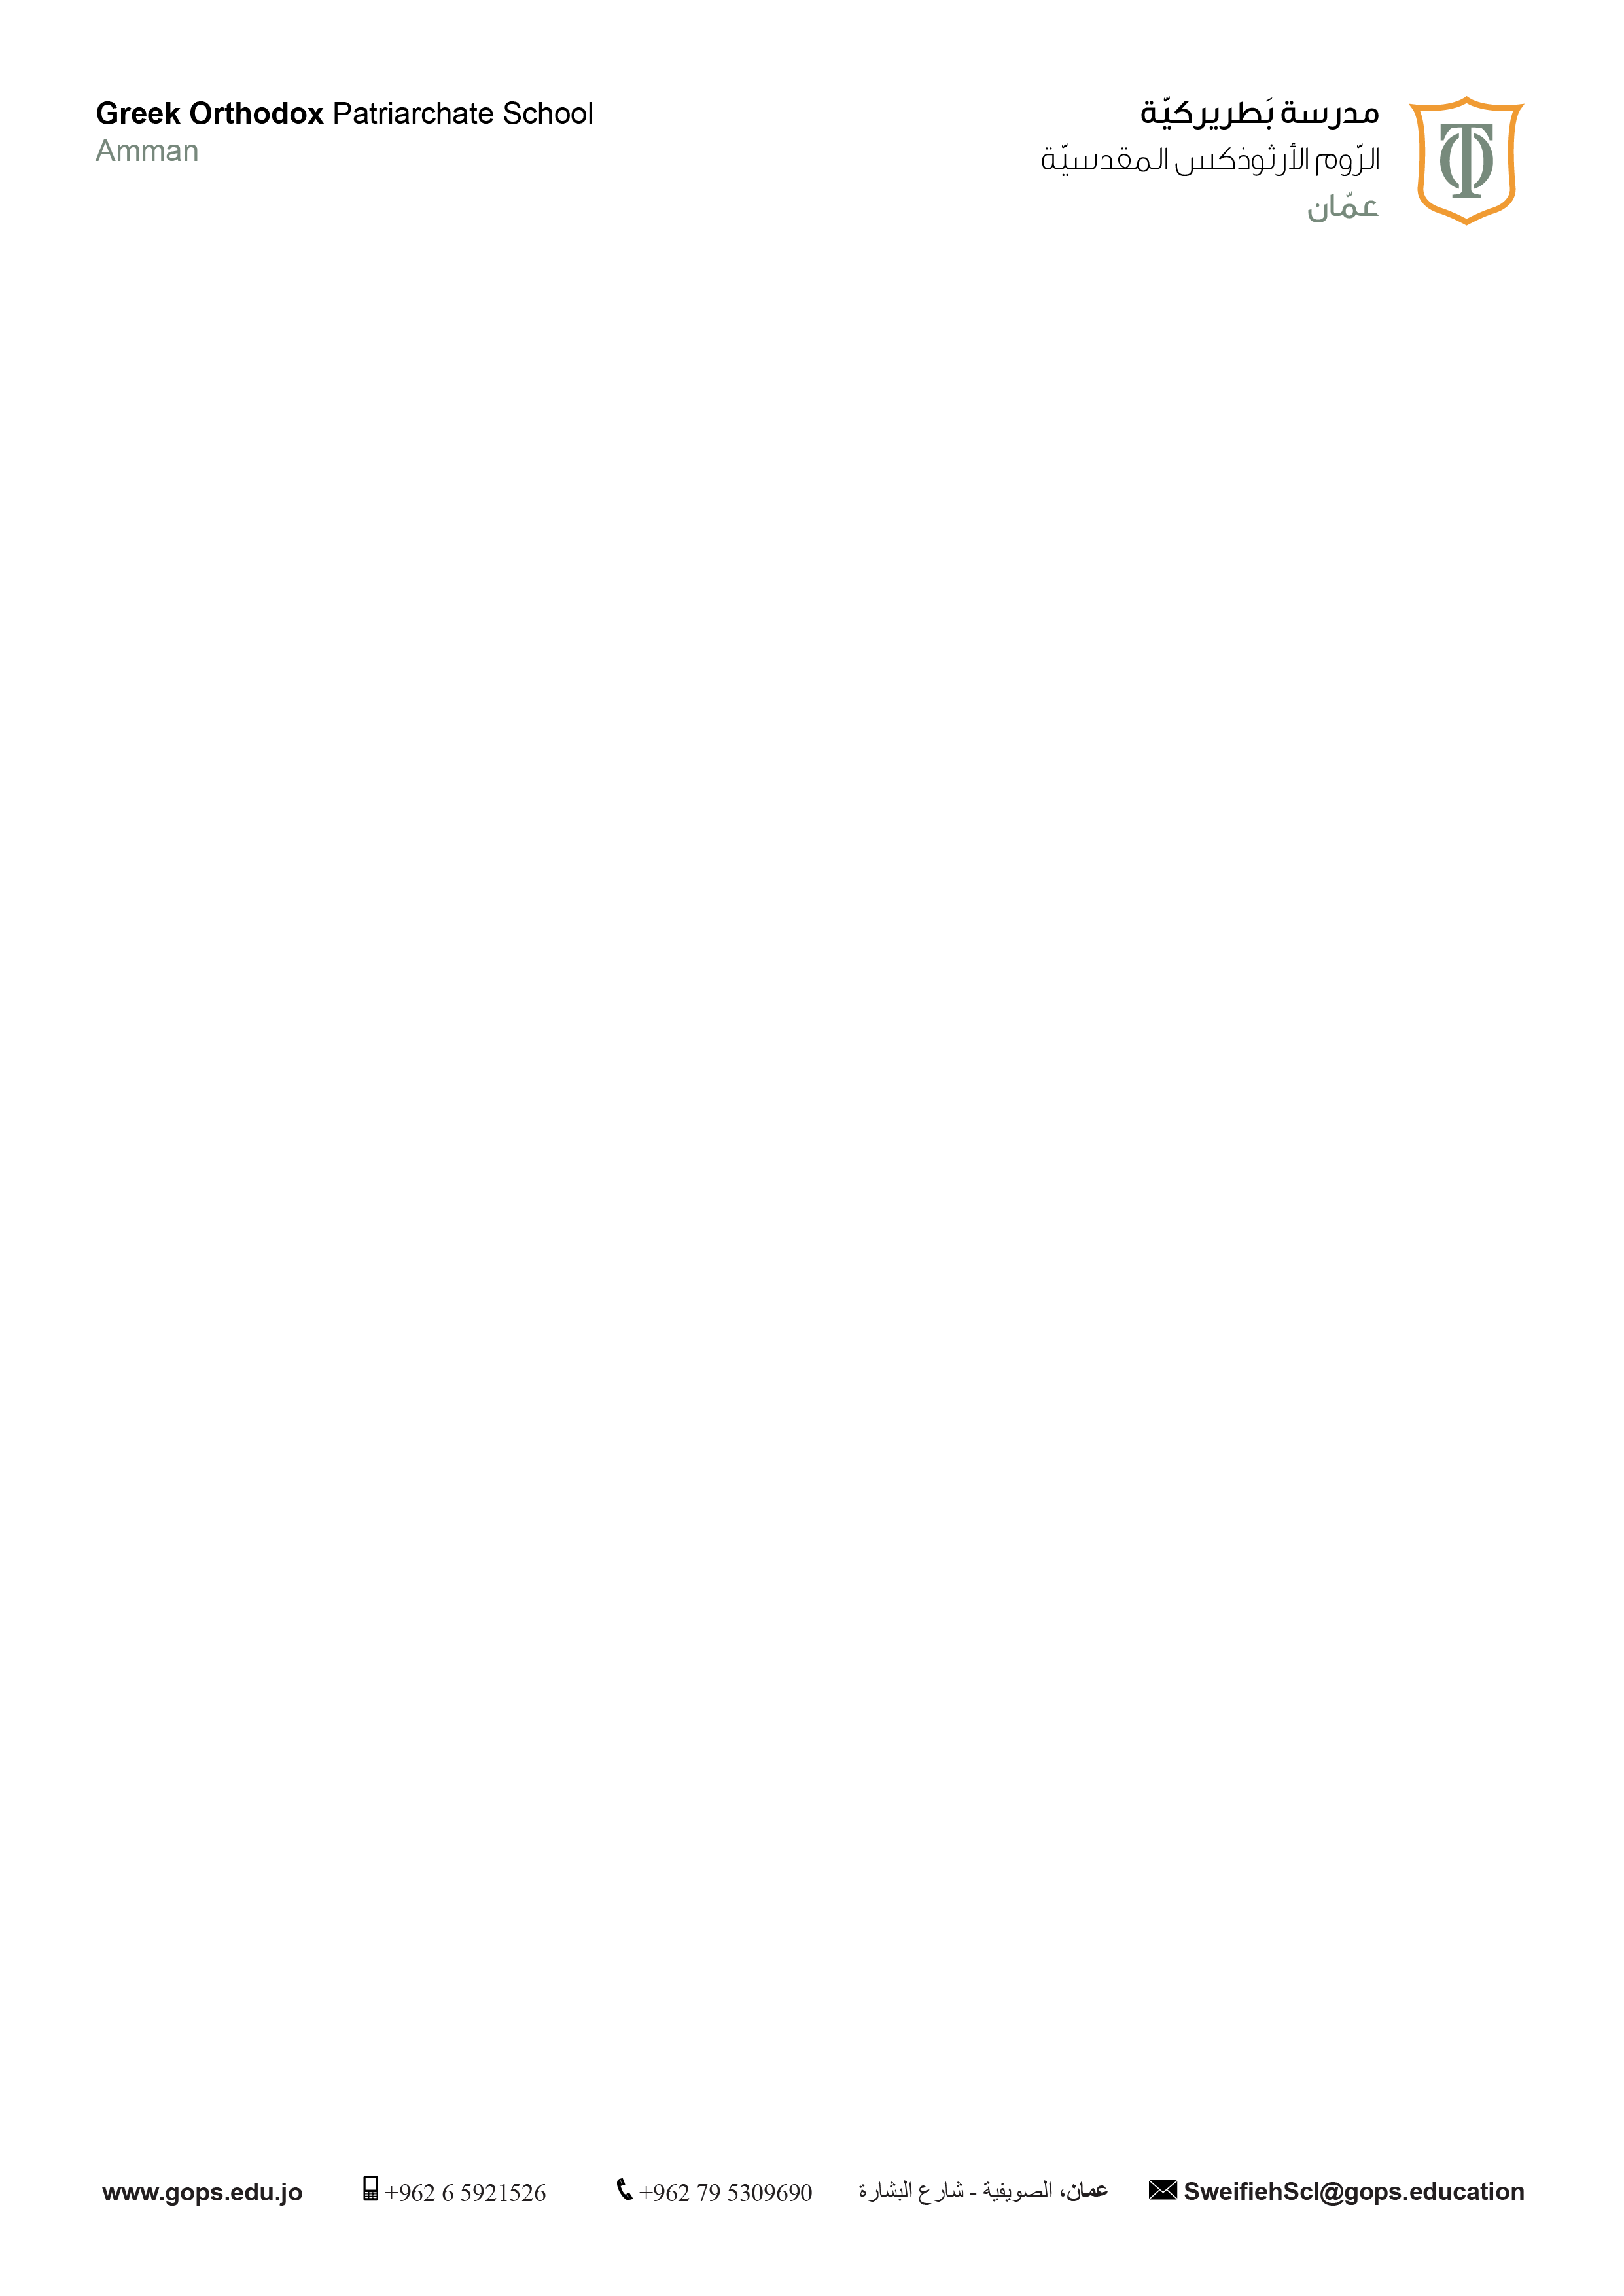 Greek Orthodox Patriarchate School
Amman
مدرسة بَطريركيّة
الرّوم الأرثوذكس المقدسيّة
عمّان
www.gops.edu.jo
+962 6 5921526
+962 79 5309690
عمان، الصويفية - شارع البشارة
SweifiehScl@gops.education